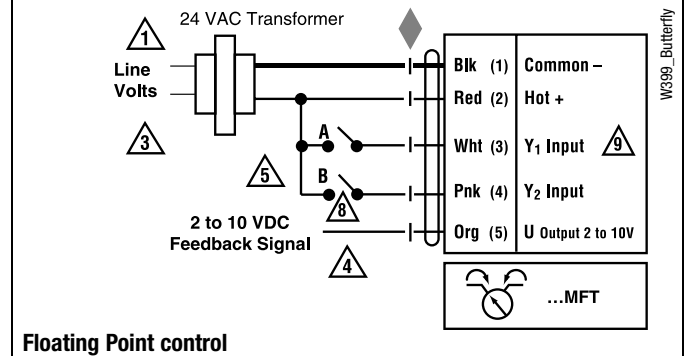 24 VAC Transformer
1
Line
Volts
3
Blk (1) Common –
Red (2) Hot +
A
Wht (3) Y1 Input 9
5
B
8
Pnk (4) Y2 Input
2 to 10 VDC
Feedback Signal
4
Org (5) U Output 2 to 10V
...MFT
W399_Butterfly
Floating Point control